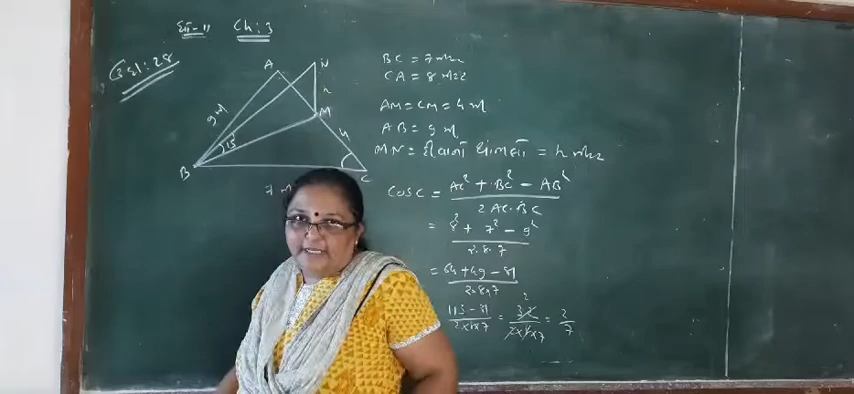 વિ-11 Ch: 3
ઉદા: 28
A
N
h
M
9 મી
15°
4
B
C
7 મી
BC = 7 મીટર
CA = 8 મીટર
AM = CM = 4 મી
AB = 9 મી
MN = = h મીટર
cos C = AC² + BC² - AB² / 2 AC·BC
= 8² + 7² - 9² / 2·8·7
= 64 + 49 - 81 / 2×8×7
113 - 81 / 2×8×7 = 32 / 2×8×7 = 2 / 7